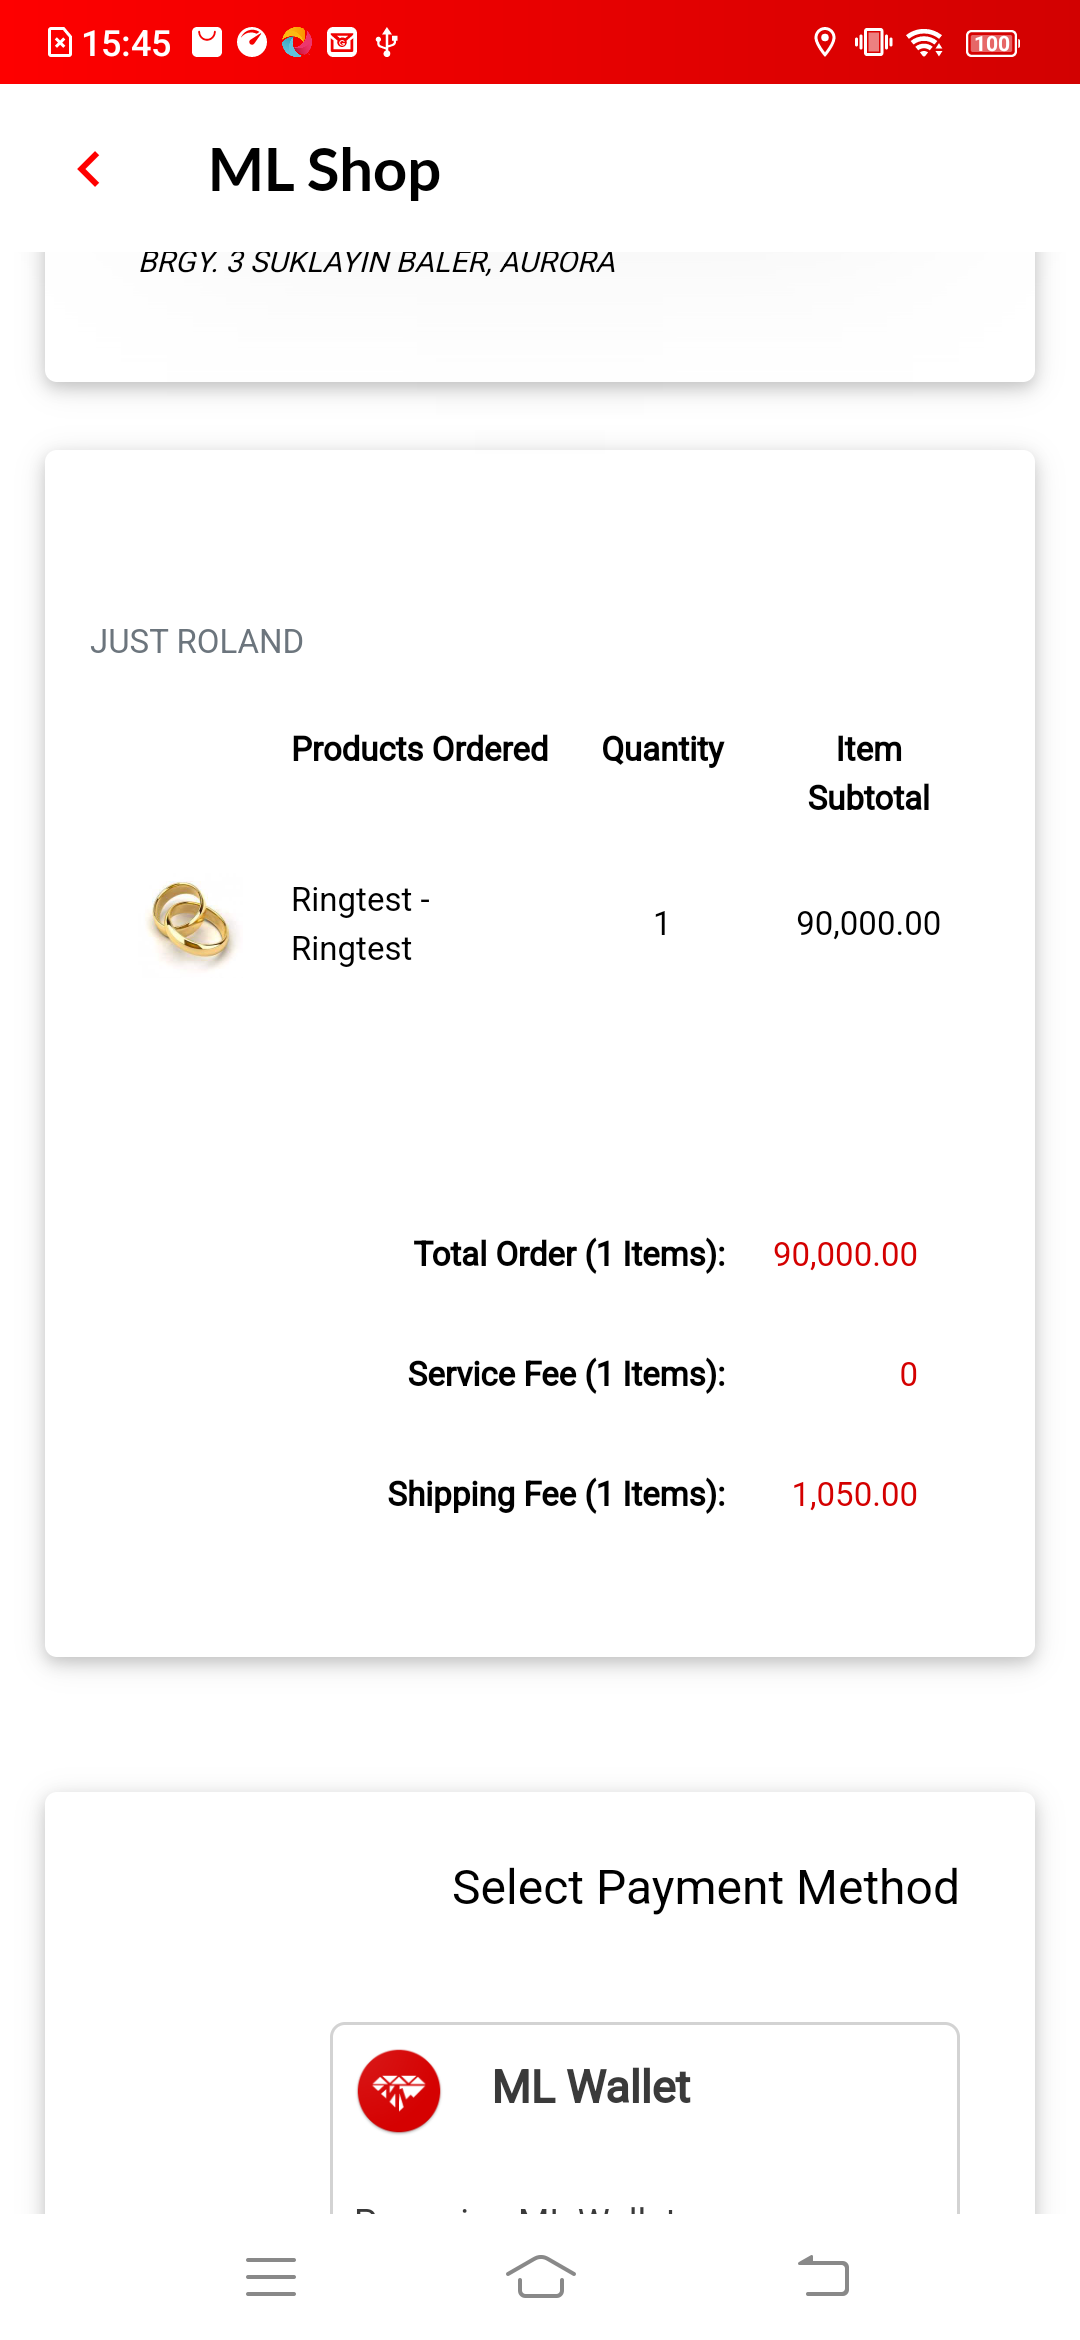 15:45
100
ML Shop
BRGY. 3 SUKLAYIN BALER, AURORA
JUST ROLAND
Products Ordered Quantity Item Subtotal
Ringtest - Ringtest 1 90,000.00
Total Order (1 Items): 90,000.00
Service Fee (1 Items): 0
Shipping Fee (1 Items): 1,050.00
Select Payment Method
ML Wallet